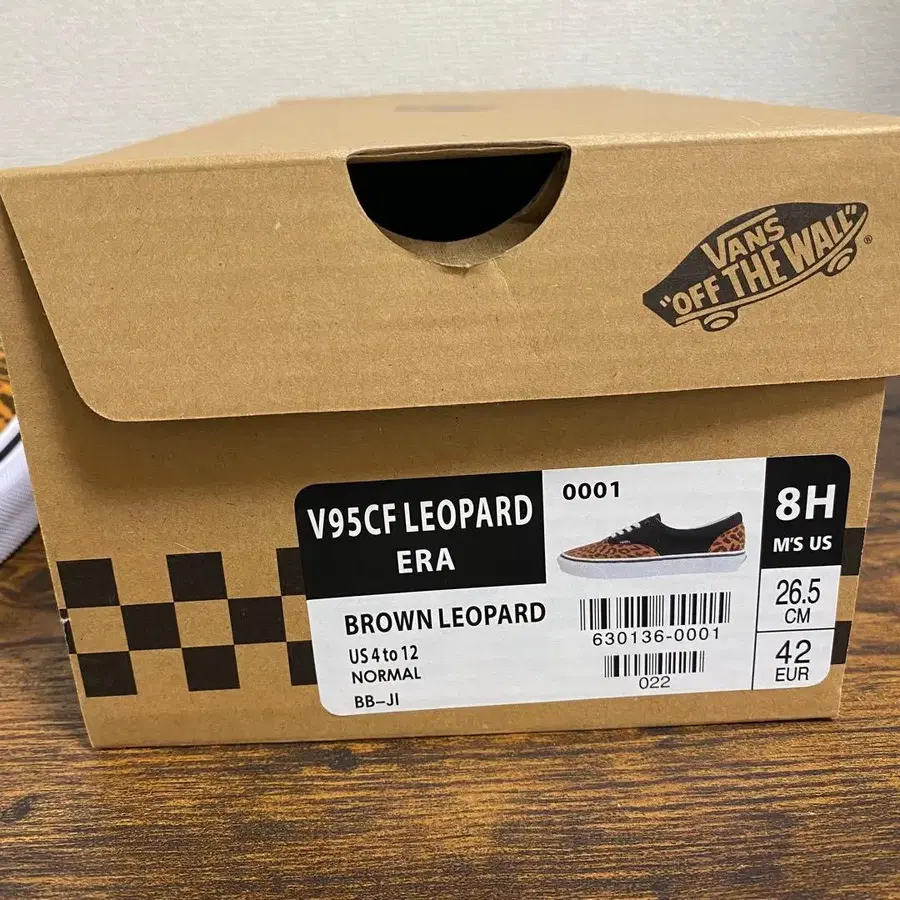 VANS
"OFF THE WALL"
®
V95CF LEOPARD
ERA
0001
8H
M'S US
BROWN LEOPARD
US 4 to 12
NORMAL
BB-JI
630136-0001
022
26.5
CM
42
EUR